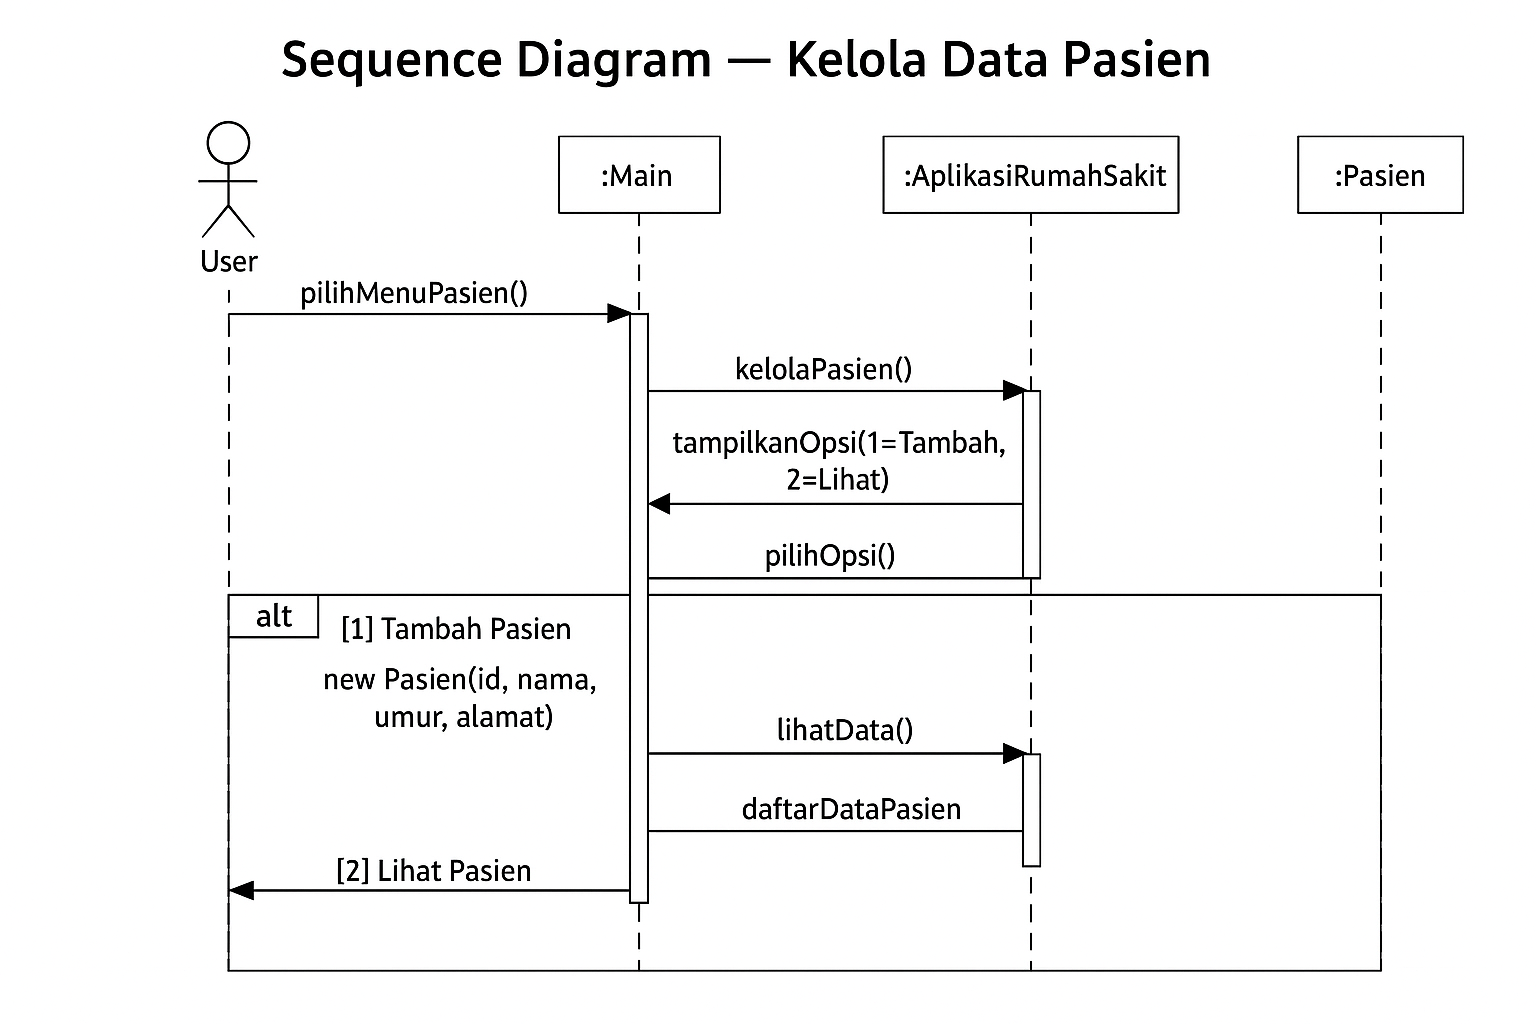 Sequence Diagram — Kelola Data Pasien
:Main
:AplikasiRumahSakit
:Pasien
User
pilihMenuPasien()
kelolaPasien()
tampilkanOpsi(1=Tambah,
2=Lihat)
pilihOpsi()
alt
[1] Tambah Pasien
new Pasien(id, nama,
umur, alamat)
lihatData()
daftarDataPasien
[2] Lihat Pasien